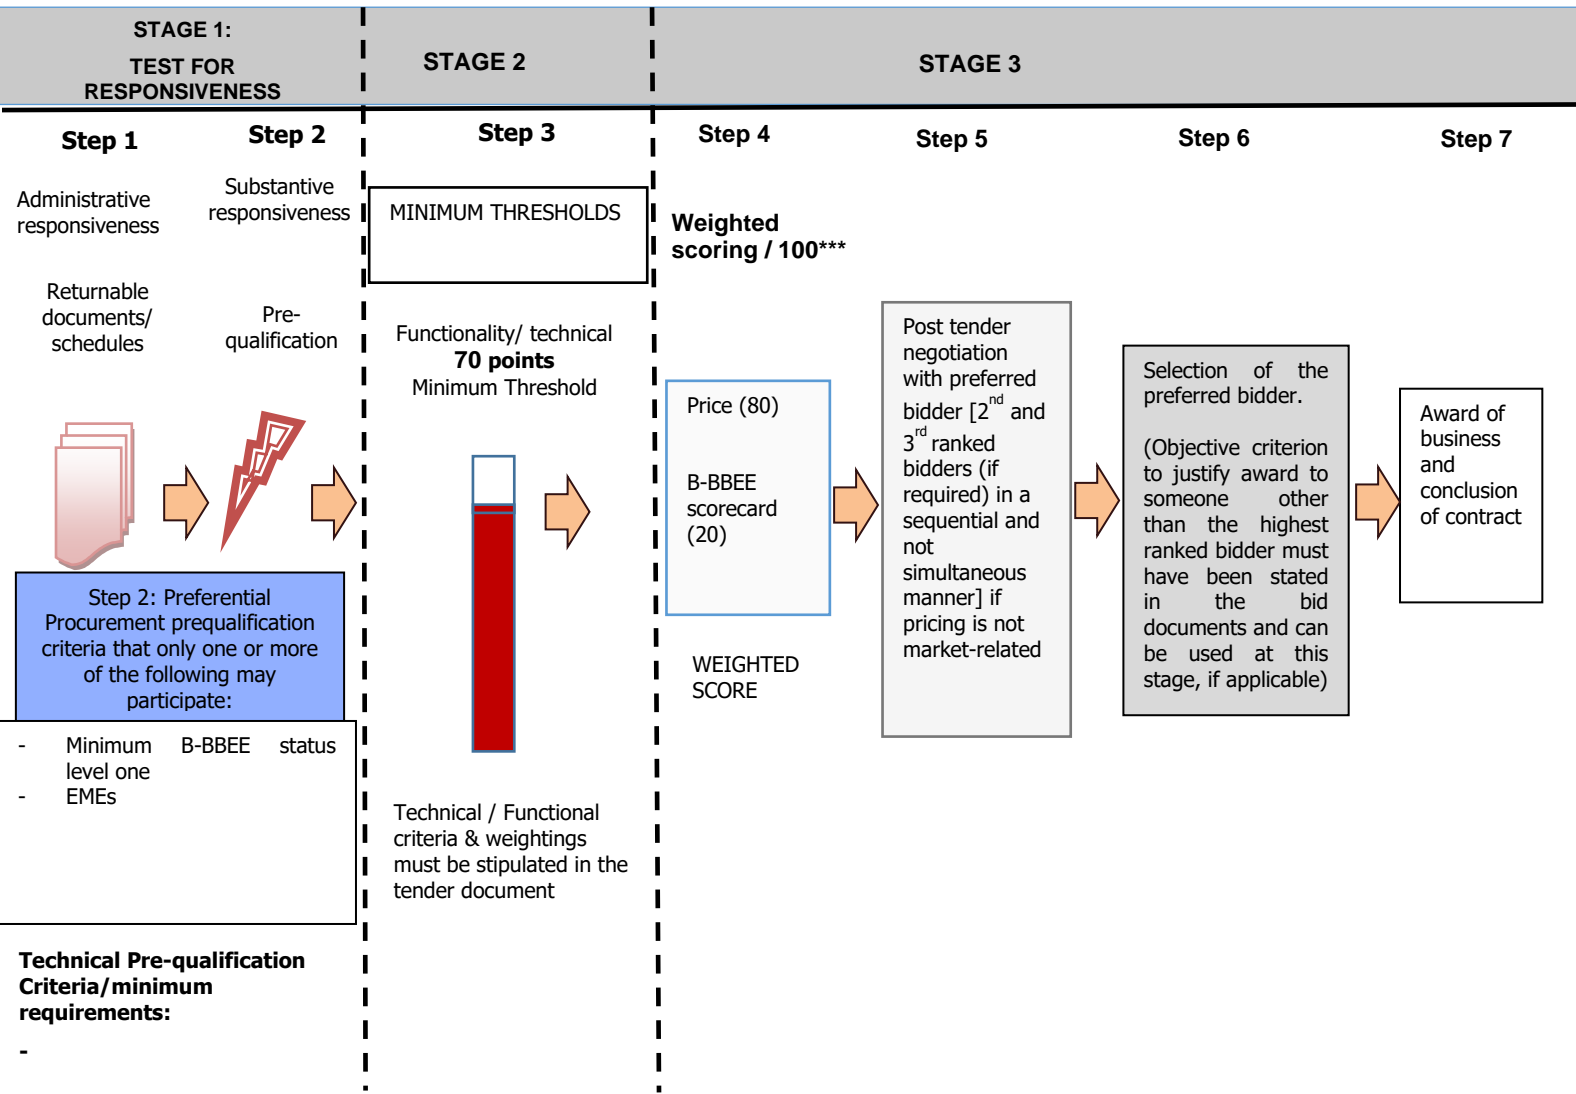 STAGE 1:
TEST FOR
RESPONSIVENESS
STAGE 2
STAGE 3
Step 1
Step 2
Step 3
Step 4
Step 5
Step 6
Step 7
Administrative
responsiveness
Returnable
documents/
schedules
Substantive
responsiveness
Pre-
qualification
Step 2: Preferential
Procurement prequalification
criteria that only one or more
of the following may
participate:
- Minimum B-BBEE status
level one
- EMEs
Technical Pre-qualification
Criteria/minimum
requirements:
-
MINIMUM THRESHOLDS
Functionality/ technical
70 points
Minimum Threshold
Technical / Functional
criteria & weightings
must be stipulated in the
tender document
Weighted
scoring / 100***
Price (80)
B-BBEE
scorecard
(20)
WEIGHTED
SCORE
Post tender
negotiation
with preferred
bidder [2nd and
3rd ranked
bidders (if
required) in a
sequential and
not
simultaneous
manner] if
pricing is not
market-related
Selection of the
preferred bidder.
(Objective criterion
to justify award to
someone other
than the highest
ranked bidder must
have been stated
in the bid
documents and can
be used at this
stage, if applicable)
Award of
business
and
conclusion
of contract